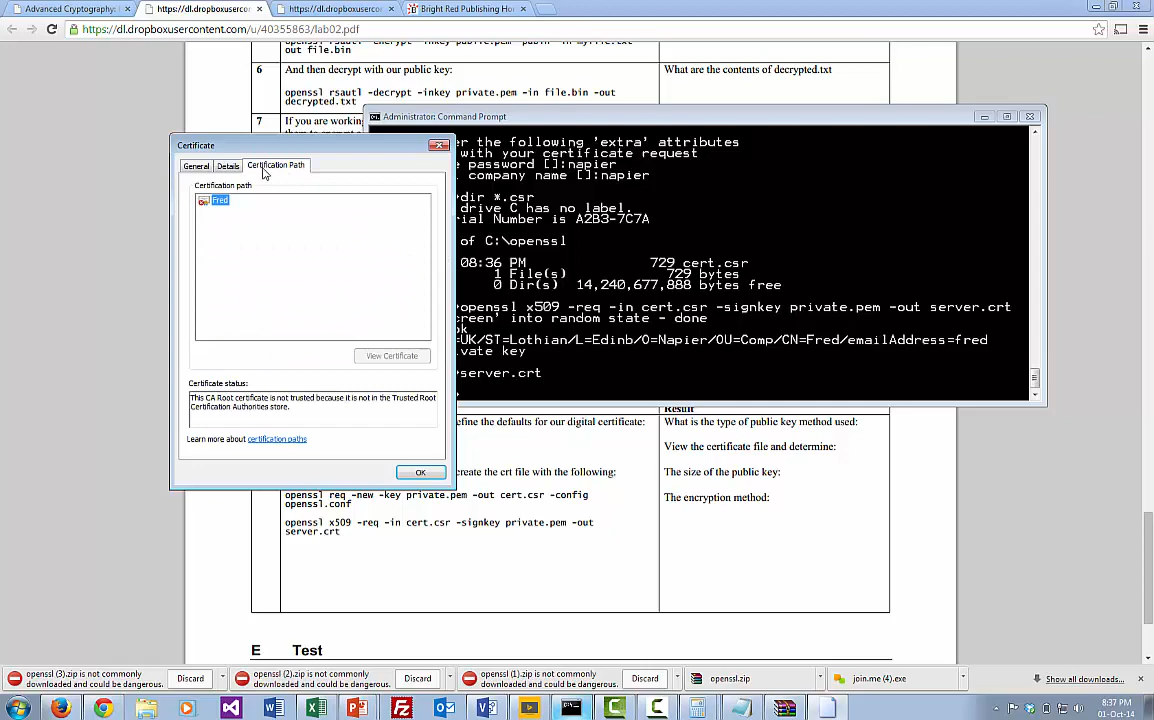 Advanced Cryptography:
https://dl.dropboxusercor
https://dl.dropboxusercor
Bright Red Publishing Ho
https://dl.dropboxusercontent.com/u/40355863/lab02.pdf
out file.bin
6 And then decrypt with our public key:
What are the contents of decrypted.txt
openssl rsautl -decrypt -inkey private.pem -in file.bin -out
decrypted.txt
7 If you are working
Administrator: Command Prompt
er the following 'extra' attributes
with your certificate request
e password []:napier
l company name []:napier
>dir *.csr
drive C has no label.
ial Number is A2B3-7C7A
of C:\openssl
08:36 PM 729 cert.csr
1 File(s) 729 bytes
0 Dir(s) 14,240,677,888 bytes free
>openssl x509 -req -in cert.csr -signkey private.pem -out server.crt
creen' into random state - done
ok
=UK/ST=Lothian/L=Edinb/O=Napier/OU=Comp/CN=Fred/emailAddress=fred
ivate key
>server.crt
Certificate
General
Details
Certification Path
Certification path
Fred
View Certificate
Certificate status:
This CA Root certificate is not trusted because it is not in the Trusted Root
Certification Authorities store.
Learn more about certification paths
OK
Result
efine the defaults for our digital certificate:
What is the type of public key method used:
View the certificate file and determine:
create the crt file with the following:
The size of the public key:
openssl req -new -key private.pem -out cert.csr -config
openssl.conf
The encryption method:
openssl x509 -req -in cert.csr -signkey private.pem -out
server.crt
E Test
openssl (3).zip is not commonly
downloaded and could be dangerous.
Discard
openssl (2).zip is not commonly
downloaded and could be dangerous.
Discard
openssl (1).zip is not commonly
downloaded and could be dangerous.
Discard
openssl.zip
join.me (4).exe
Show all downloads...
8:37 PM
01-Oct-14